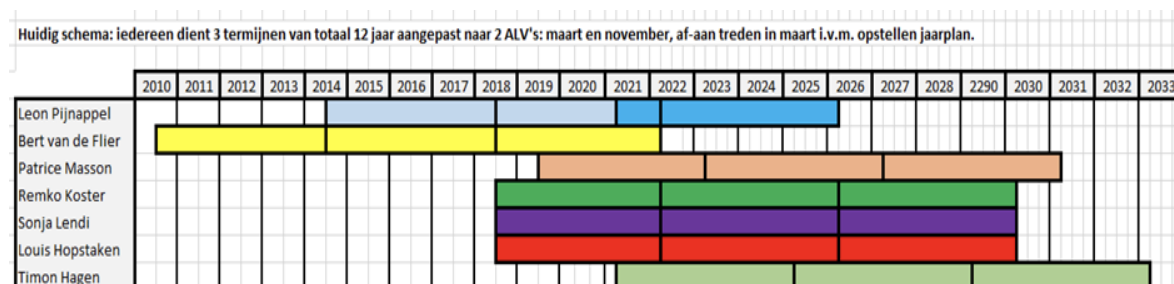 Huidig schema: iedereen dient 3 termijnen van totaal 12 jaar aangepast naar 2 ALV's: maart en november, af-aan treden in maart i.v.m. opstellen jaarplan.
2010 2011 2012 2013 2014 2015 2016 2017 2018 2019 2020 2021 2022 2023 2024 2025 2026 2027 2028 2290 2030 2031 2032 2033
Leon Pijnappel
Bert van de Flier
Patrice Masson
Remko Koster
Sonja Lendi
Louis Hopstaken
Timon Hagen